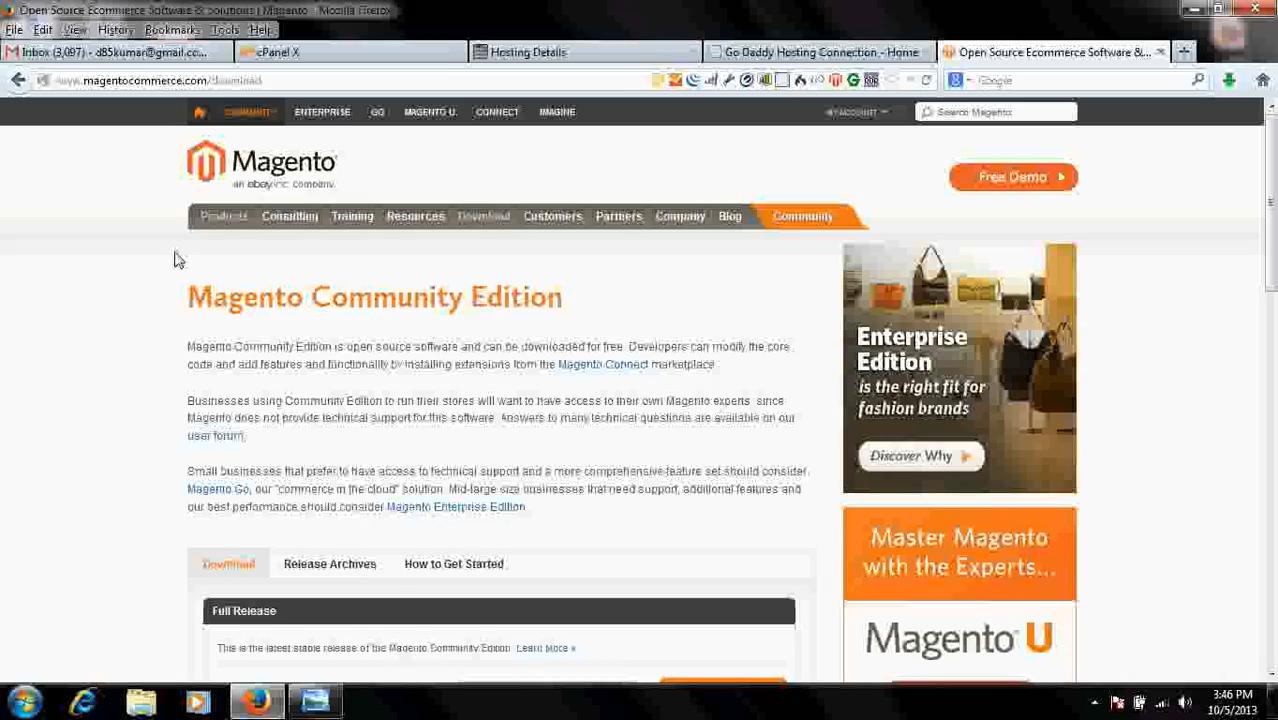 Open Source Ecommerce Software & Solutions | Magento - Mozilla Firefox
File Edit View History Bookmarks Tools Help
Inbox (3,097) - d85kumar@gmail.co... cPanel X Hosting Details Go Daddy Hosting Connection - Home Open Source Ecommerce Software &...
www.magentocommerce.com/download Google
COMMUNITY ENTERPRISE GO MAGENTO U. CONNECT IMAGINE MY ACCOUNT Search Magento
Magento
an ebay inc. company
Free Demo
Products Consulting Training Resources Download Customers Partners Company Blog Community
Magento Community Edition
Magento Community Edition is open source software and can be downloaded for free. Developers can modify the core
code and add features and functionality by installing extensions from the Magento Connect marketplace.
Businesses using Community Edition to run their stores will want to have access to their own Magento experts, since
Magento does not provide technical support for this software. Answers to many technical questions are available on our
user forum.
Small businesses that prefer to have access to technical support and a more comprehensive feature set should consider
Magento Go, our "commerce in the cloud" solution. Mid-large size businesses that need support, additional features and
our best performance should consider Magento Enterprise Edition.
Download Release Archives How to Get Started
Full Release
This is the latest stable release of the Magento Community Edition. Learn More »
Enterprise
Edition
is the right fit for
fashion brands
Discover Why
Master Magento
with the Experts...
Magento U
3:46 PM
10/5/2013